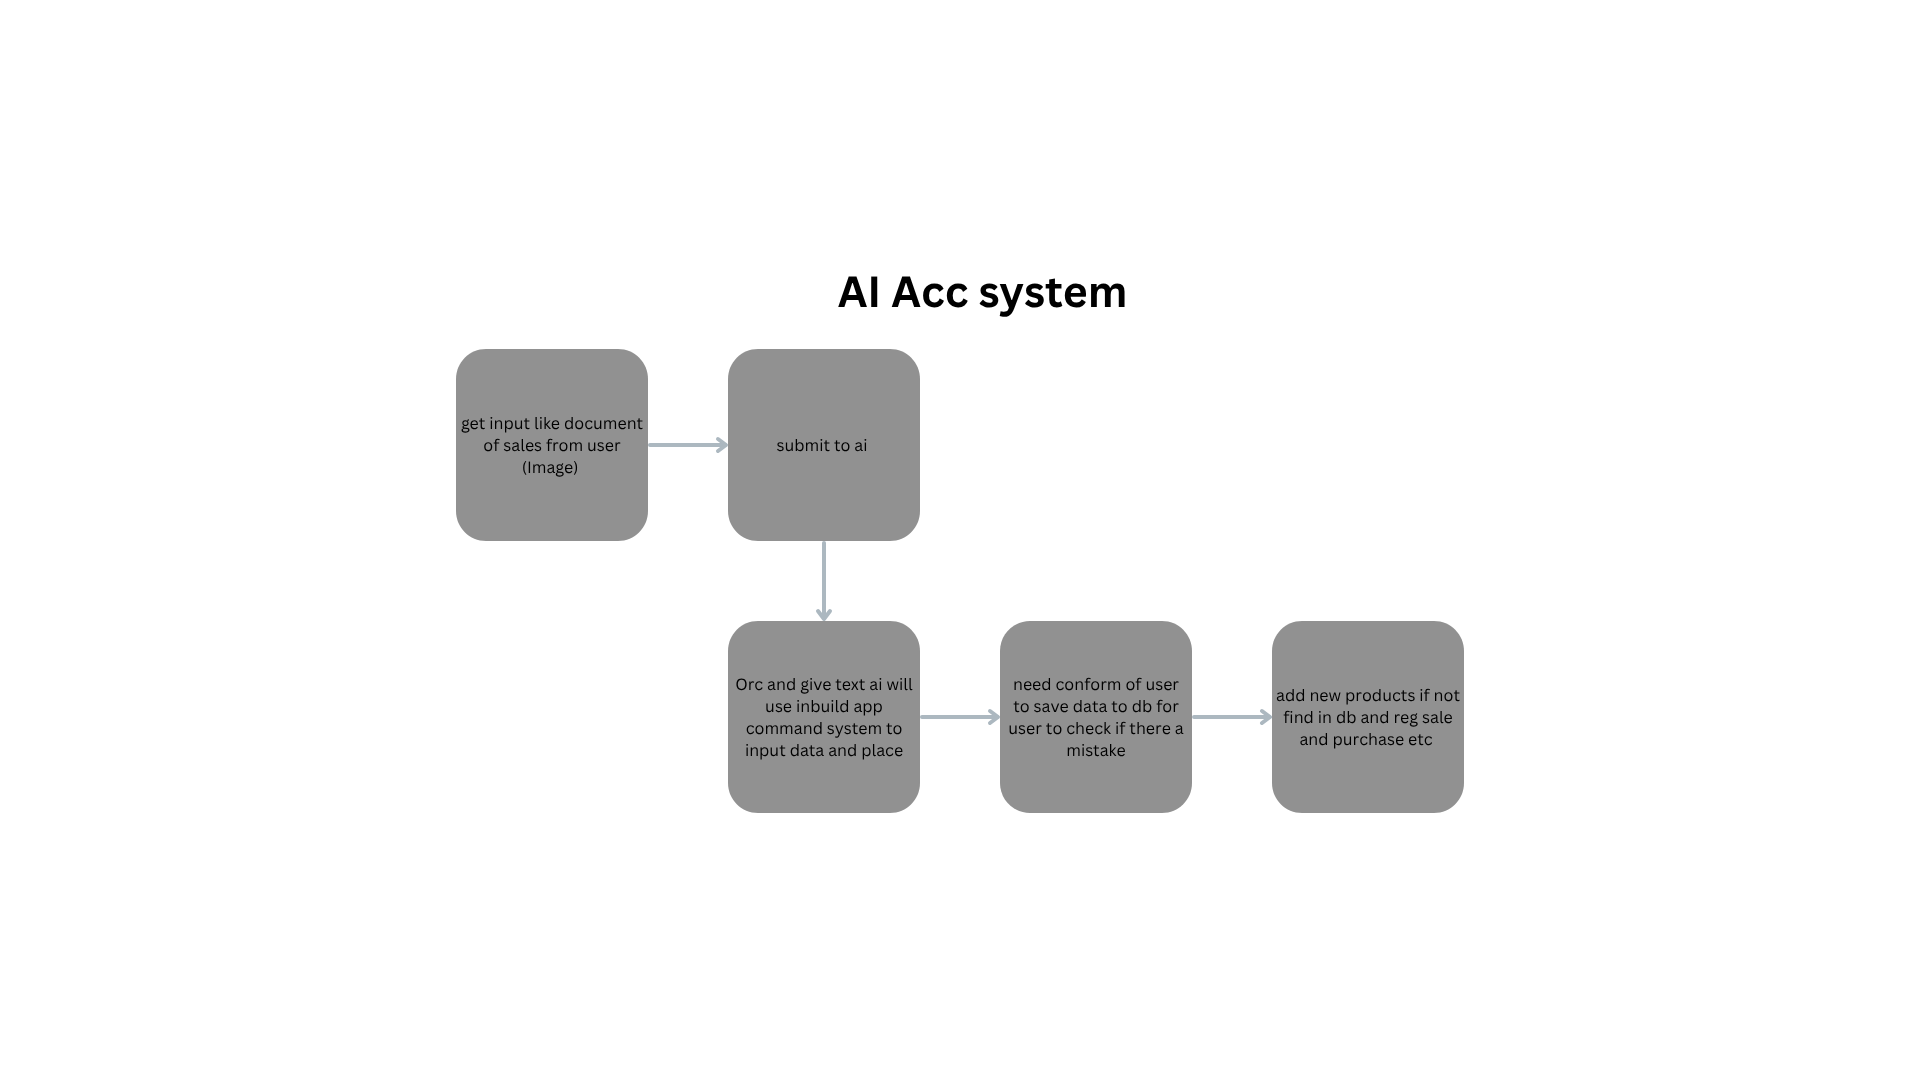 AI Acc system
get input like document
of sales from user
(Image)
submit to ai
Orc and give text ai will
use inbuild app
command system to
input data and place
need conform of user
to save data to db for
user to check if there a
mistake
add new products if not
find in db and reg sale
and purchase etc